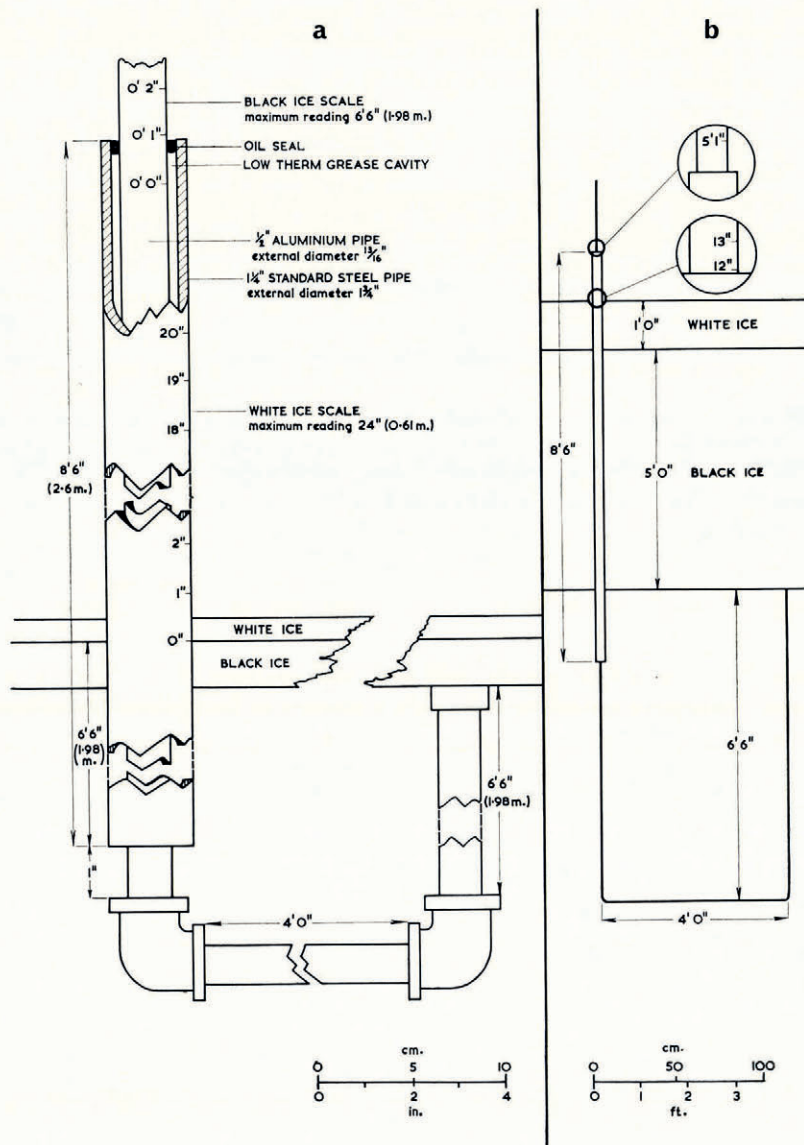 a
0' 2"
BLACK ICE SCALE
maximum reading 6'6" (1·98 m.)
0' 1"
OIL SEAL
LOW THERM GREASE CAVITY
0' 0"
½" ALUMINIUM PIPE
external diameter 13/16"
1¼" STANDARD STEEL PIPE
external diameter 1¾"
20"
19"
WHITE ICE SCALE
maximum reading 24" (0·61 m.)
18"
8'6"
(2·6 m.)
2"
1"
WHITE ICE
0"
BLACK ICE
6'6"
(1·98)
m.
6'6"
(1·98 m.)
1"
4'0"
cm.
0 5 10
0 2 4
in.
b
5'1"
13"
12"
1'0" WHITE ICE
8'6"
5'0" BLACK ICE
6'6"
4'0"
cm.
0 50 100
0 1 2 3
ft.